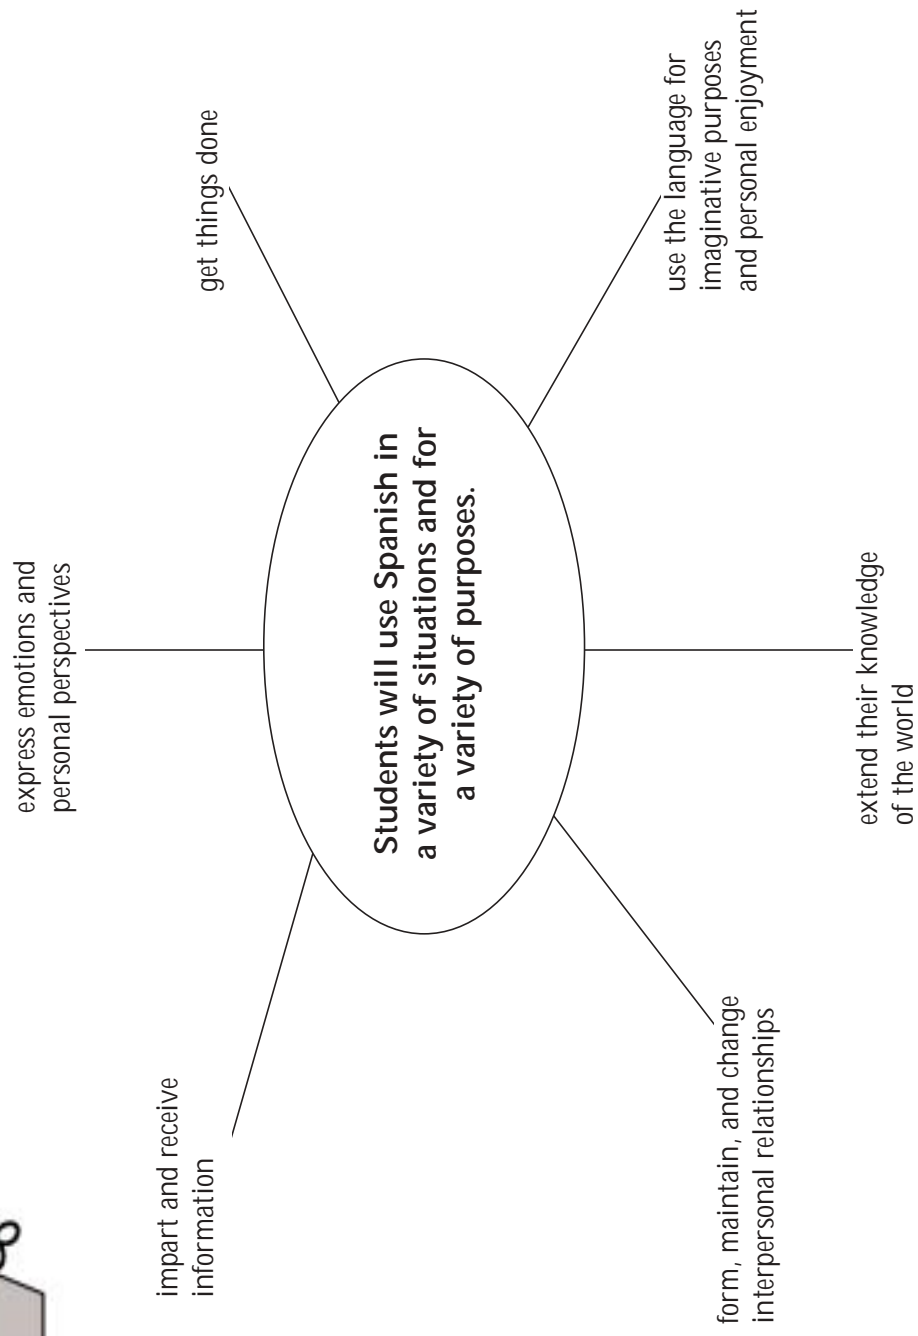 express emotions and
personal perspectives
impart and receive
information
get things done
Students will use Spanish in
a variety of situations and for
a variety of purposes.
form, maintain, and change
interpersonal relationships
use the language for
imaginative purposes
and personal enjoyment
extend their knowledge
of the world